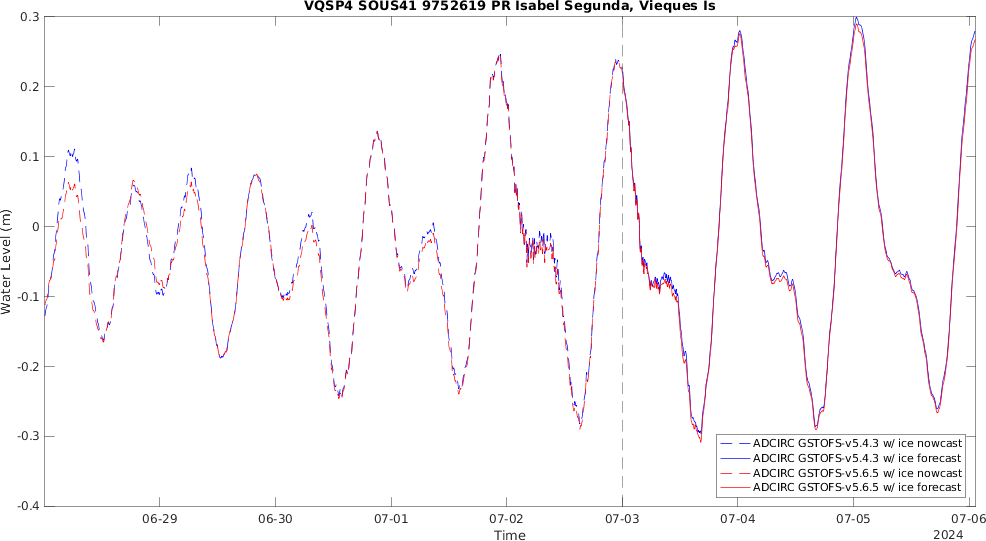 VQSP4 SOUS41 9752619 PR Isabel Segunda, Vieques Is
0.3
0.2
0.1
0
-0.1
-0.2
-0.3
-0.4
Water Level (m)
06-29
06-30
07-01
07-02
07-03
07-04
07-05
07-06
Time
2024
ADCIRC GSTOFS-v5.4.3 w/ ice nowcast
ADCIRC GSTOFS-v5.4.3 w/ ice forecast
ADCIRC GSTOFS-v5.6.5 w/ ice nowcast
ADCIRC GSTOFS-v5.6.5 w/ ice forecast